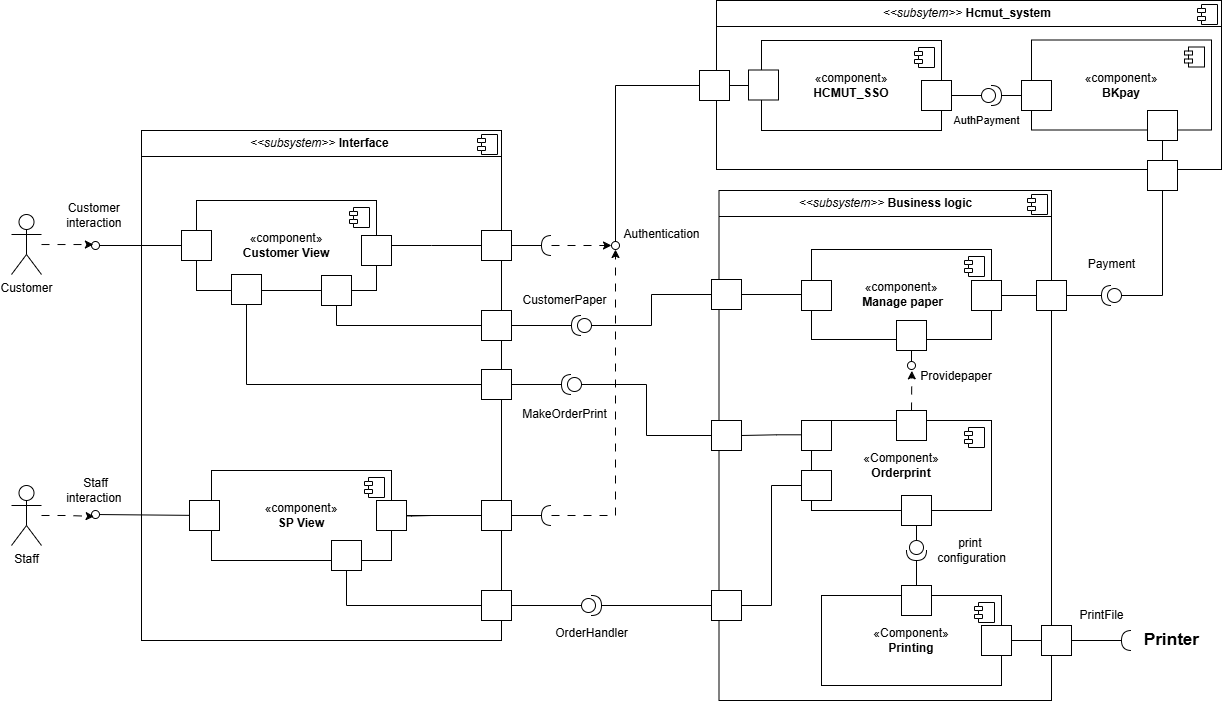 <<subsytem>> Hcmut_system
«component»
HCMUT_SSO
AuthPayment
«component»
BKpay
<<subsystem>> Interface
Customer
interaction
Customer
«component»
Customer View
Authentication
CustomerPaper
MakeOrderPrint
Staff
interaction
Staff
«component»
SP View
OrderHandler
<<subsystem>> Business logic
«component»
Manage paper
Payment
Providepaper
«Component»
Orderprint
print
configuration
«Component»
Printing
PrintFile
Printer